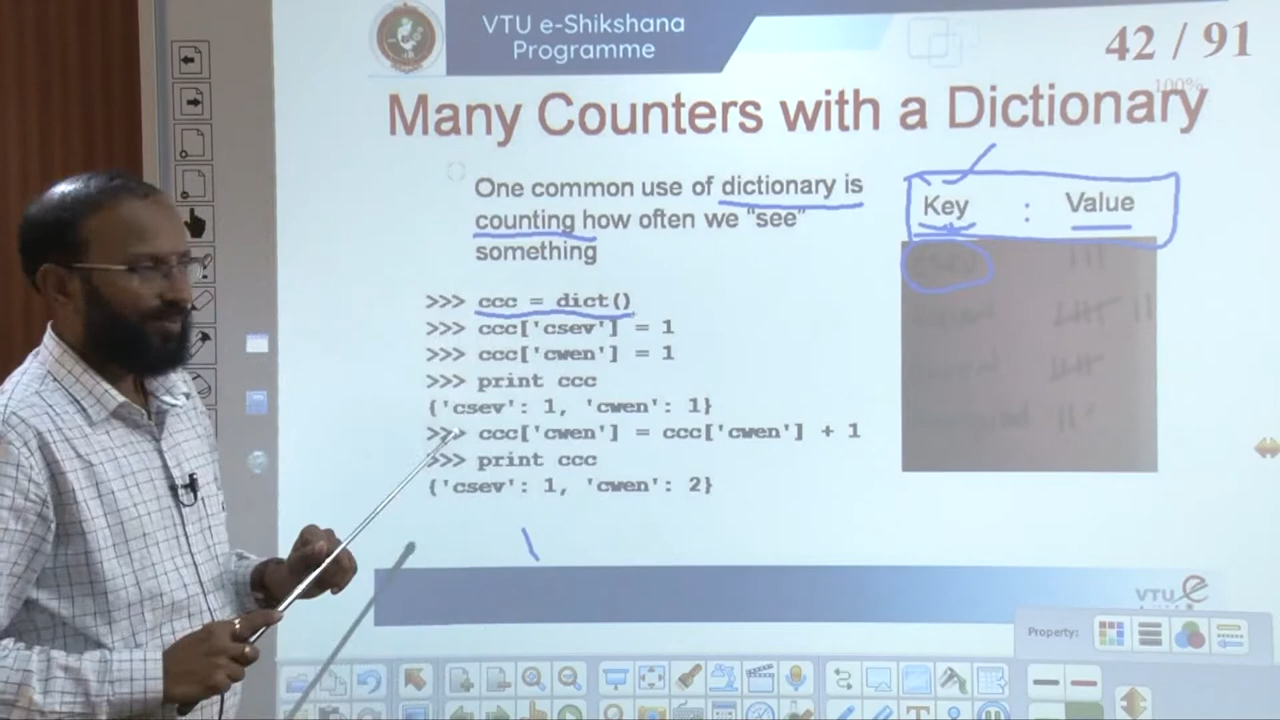 VTU e-Shikshana
Programme
42 / 91
100%
Many Counters with a Dictionary
One common use of dictionary is
counting how often we "see"
something
Key : Value
>>> ccc = dict()
>>> ccc['csev'] = 1
>>> ccc['cwen'] = 1
>>> print ccc
{'csev': 1, 'cwen': 1}
>>> ccc['cwen'] = ccc['cwen'] + 1
>>> print ccc
{'csev': 1, 'cwen': 2}
VTU e
Property: